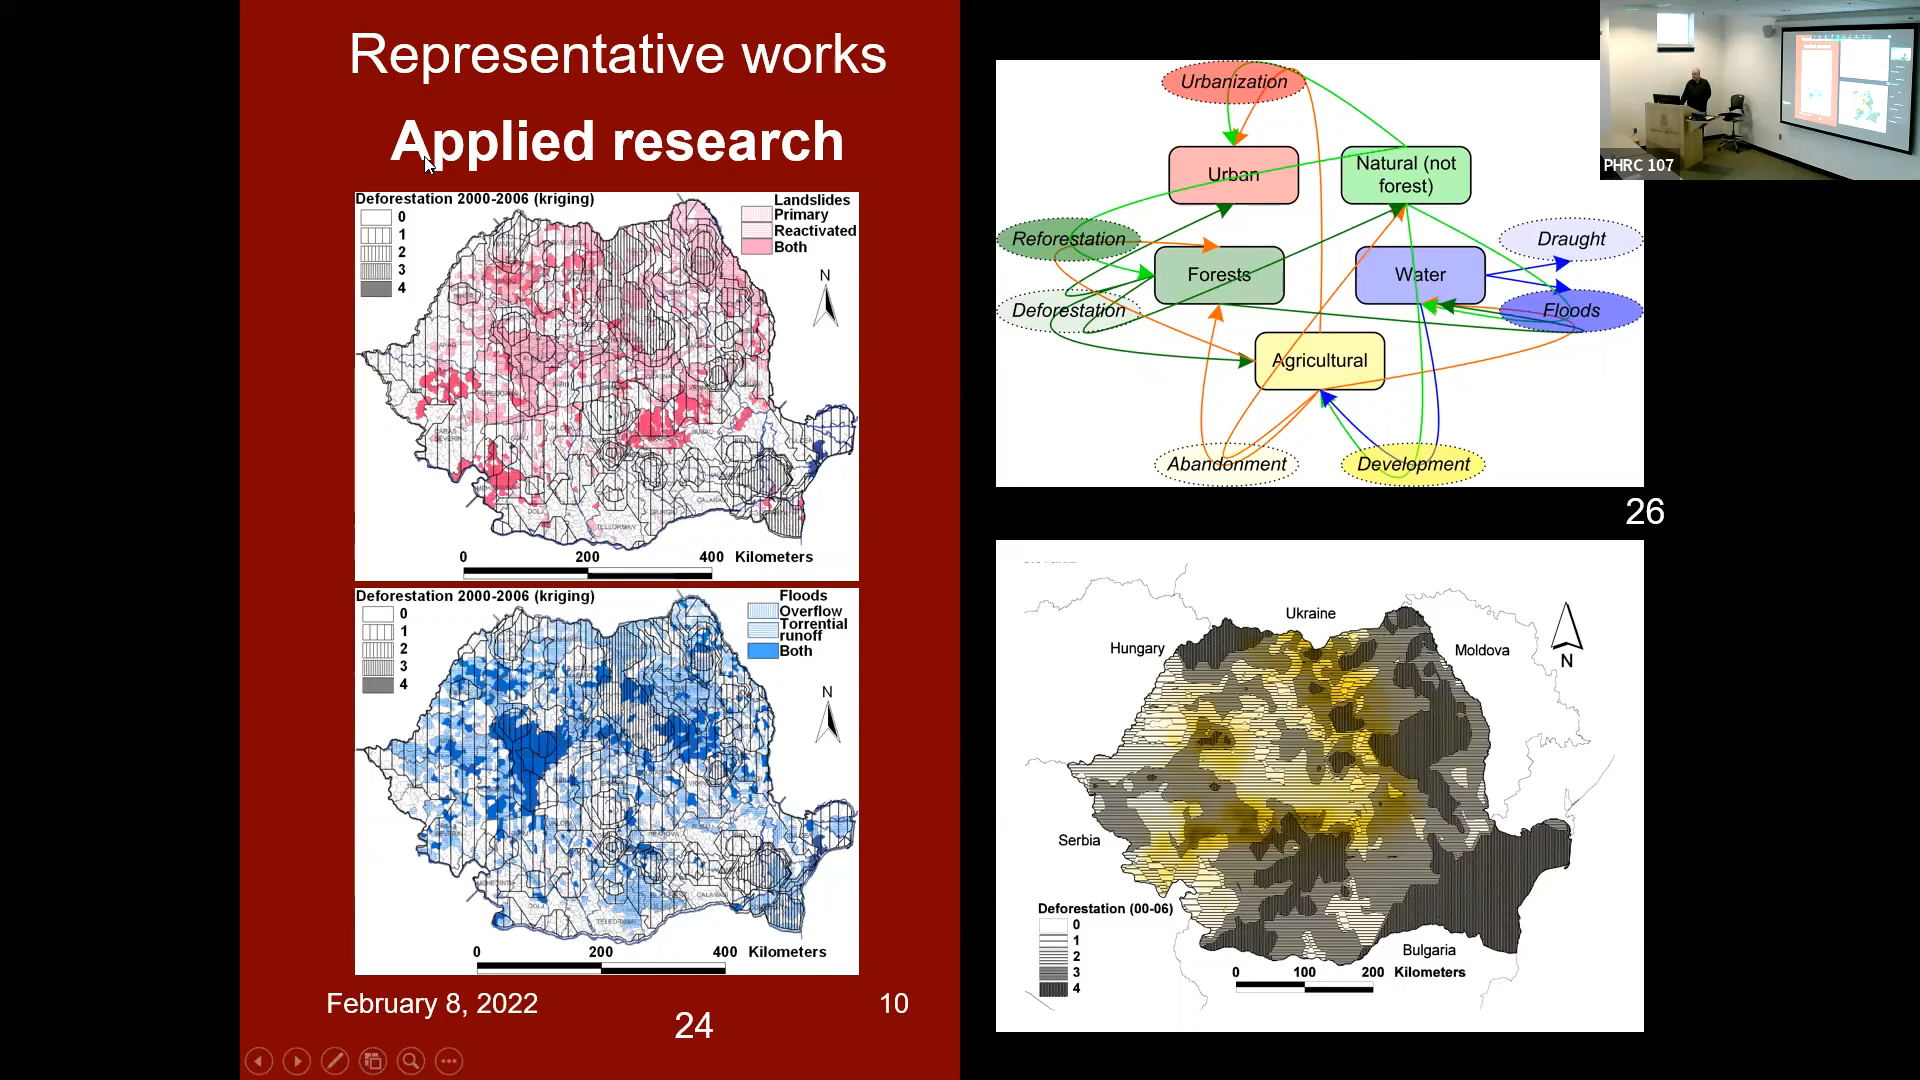 Representative works
Applied research
Deforestation 2000-2006 (kriging)
0
1
2
3
4
Landslides
Primary
Reactivated
Both
N
0 200 400 Kilometers
Deforestation 2000-2006 (kriging)
0
1
2
3
4
Floods
Overflow
Torrential
runoff
Both
N
0 200 400 Kilometers
February 8, 2022
10
24
Urbanization
Urban
Natural (not
forest)
Reforestation
Draught
Forests
Water
Deforestation
Floods
Agricultural
Abandonment
Development
26
Ukraine
Hungary
Moldova
N
Serbia
Deforestation (00-06)
0
1
2
3
4
Bulgaria
0 100 200 Kilometers
PHRC 107